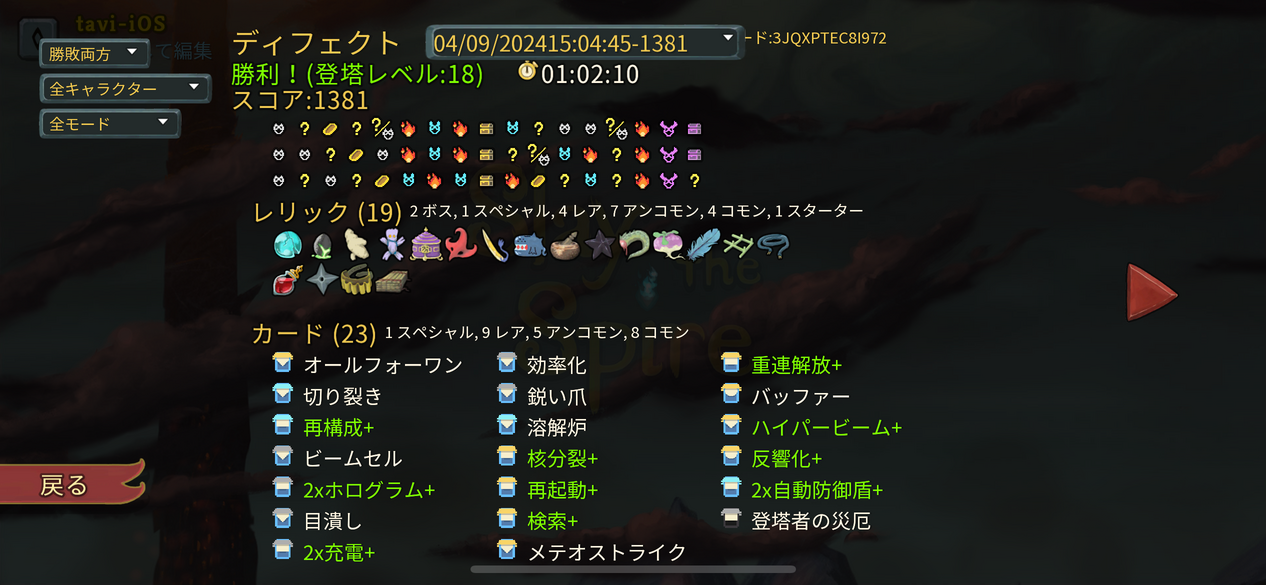 tavi-iOS
勝敗両方
て編集
全キャラクター
全モード
ディフェクト
04/09/202415:04:45-1381
ード:3JQXPTEC8I972
勝利！(登塔レベル:18)
01:02:10
スコア:1381
レリック (19) 2 ボス, 1 スペシャル, 4 レア, 7 アンコモン, 4 コモン, 1 スターター
カード (23) 1 スペシャル, 9 レア, 5 アンコモン, 8 コモン
オールフォーワン 効率化 重連解放+
切り裂き 鋭い爪 バッファー
再構成+ 溶解炉 ハイパービーム+
ビームセル 核分裂+ 反響化+
2xホログラム+ 再起動+ 2x自動防御盾+
目潰し 検索+ 登塔者の災厄
2x充電+ メテオストライク
戻る
the
Spire